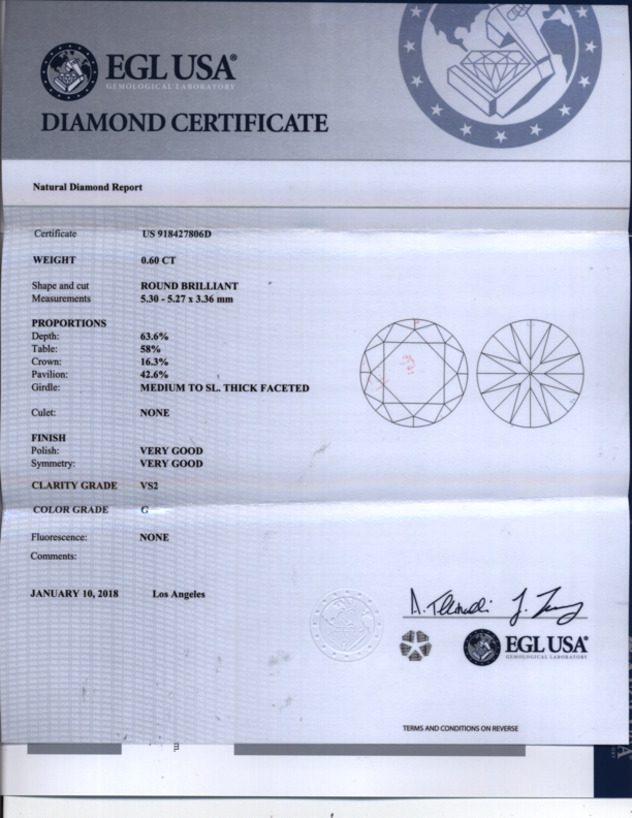 EGL USA®
GEMOLOGICAL LABORATORY
DIAMOND CERTIFICATE
Natural Diamond Report
Certificate US 918427806D
WEIGHT 0.60 CT
Shape and cut ROUND BRILLIANT
Measurements 5.30 - 5.27 x 3.36 mm
PROPORTIONS
Depth: 63.6%
Table: 58%
Crown: 16.3%
Pavilion: 42.6%
Girdle: MEDIUM TO SL. THICK FACETED
Culet: NONE
FINISH
Polish: VERY GOOD
Symmetry: VERY GOOD
CLARITY GRADE VS2
COLOR GRADE G
Fluorescence: NONE
Comments:
JANUARY 10, 2018 Los Angeles
EGL USA®
GEMOLOGICAL LABORATORY
TERMS AND CONDITIONS ON REVERSE
m.